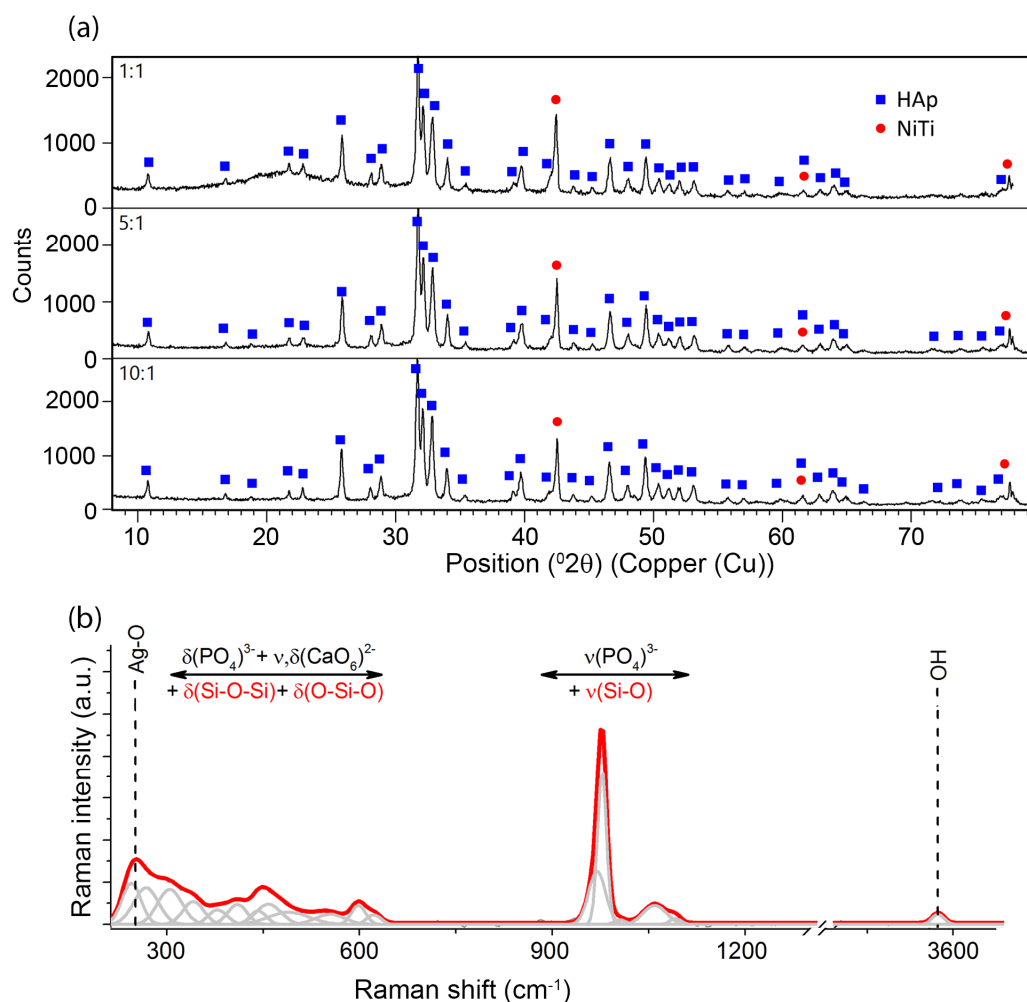 (a)
2000
1:1
HAp
NiTi
1000
0
5:1
2000
Counts
1000
0
10:1
2000
1000
0
10 20 30 40 50 60 70
Position (⁰2θ) (Copper (Cu))
(b)
Ag-O
δ(PO₄)³⁻+ ν,δ(CaO₆)²⁻
+ δ(Si-O-Si)+ δ(O-Si-O)
ν(PO₄)³⁻
+ ν(Si-O)
OH
Raman intensity (a.u.)
300 600 900 1200 3600
Raman shift (cm⁻¹)